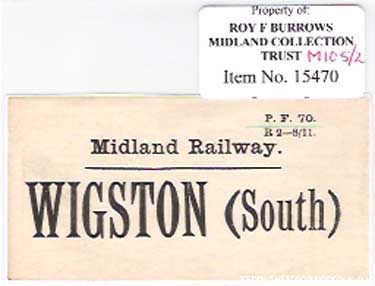 Property of:
ROY F BURROWS
MIDLAND COLLECTION
TRUST M105/2
Item No. 15470
P. F. 70.
R 2—8/11.
Midland Railway.
WIGSTON (South)